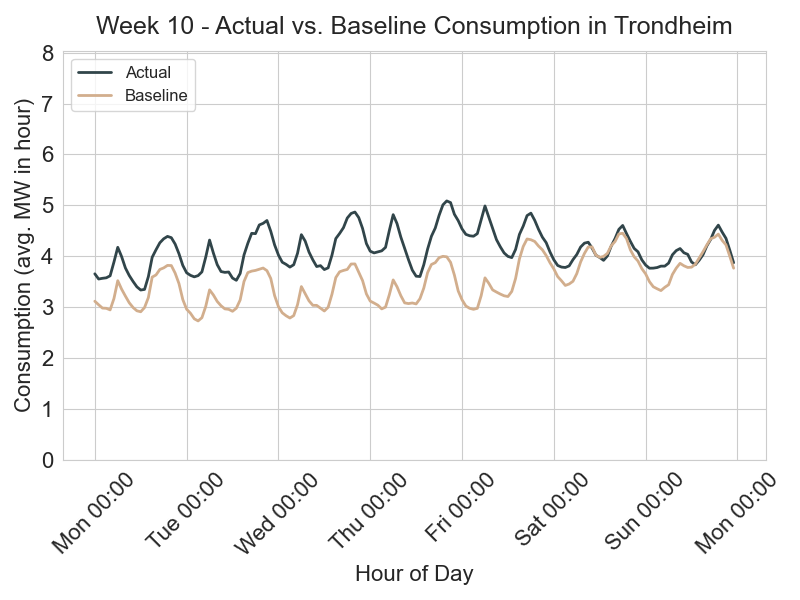 Week 10 - Actual vs. Baseline Consumption in Trondheim
Actual
Baseline
Consumption (avg. MW in hour)
8
7
6
5
4
3
2
1
0
Mon 00:00
Tue 00:00
Wed 00:00
Thu 00:00
Fri 00:00
Sat 00:00
Sun 00:00
Mon 00:00
Hour of Day